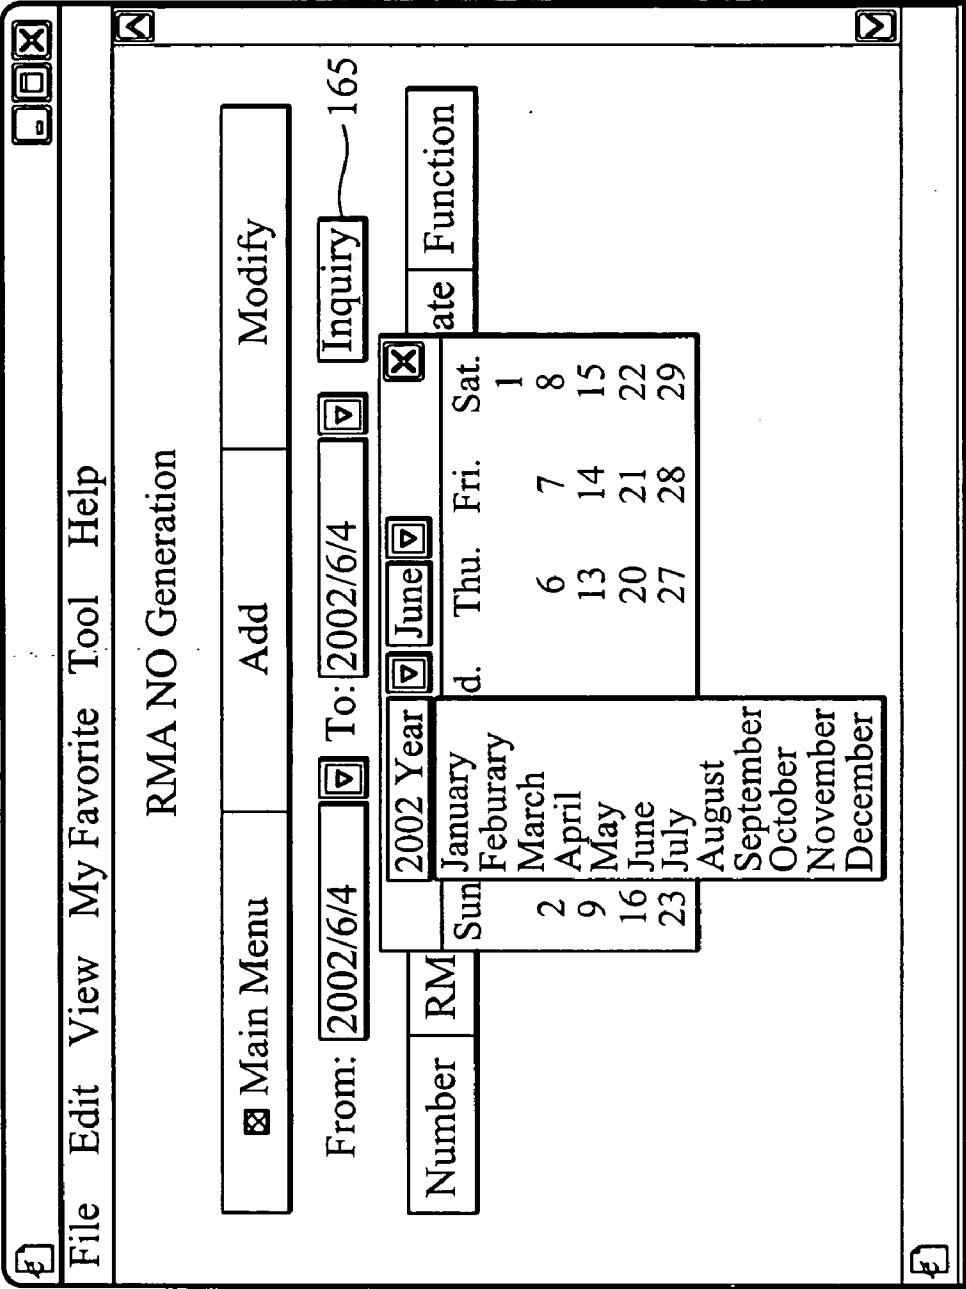 File Edit View My Favorite Tool Help
RMA NO Generation
Main Menu Add Modify
From: 2002/6/4 To: 2002/6/4 Inquiry 165
Number RM ate Function
2002 Year June
Sun d. Thu. Fri. Sat.
January
1
Feburary
2 6 7 8
March
9 13 14 15
April
16 20 21 22
May
23 27 28 29
June
July
August
September
October
November
December